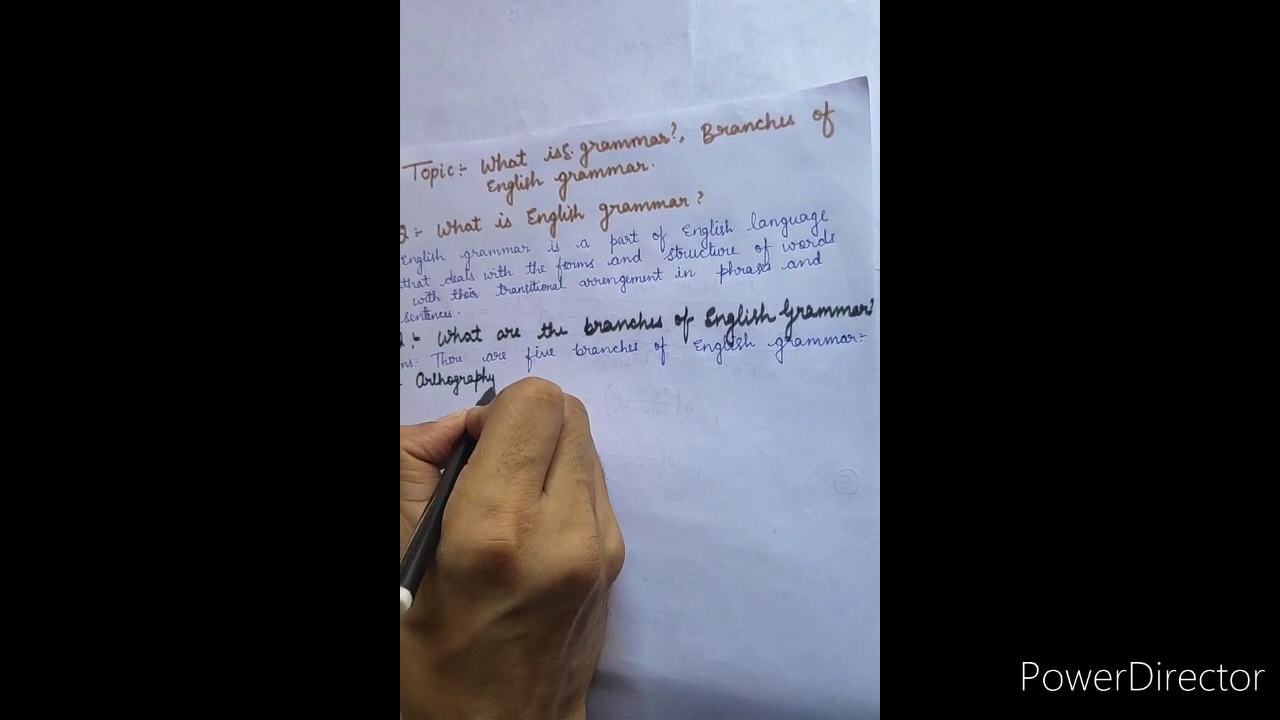 Topic:- What is E. grammar?, Branches of
English grammar.
Q:- What is English grammar?
English grammar is a part of English language
that deals with the forms and structure of words
with their transitional arrengement in phrases and
sentences.
Q:- What are the branches of English Grammar?
ns:- There are five branches of English grammar:-
- Orthography
PowerDirector